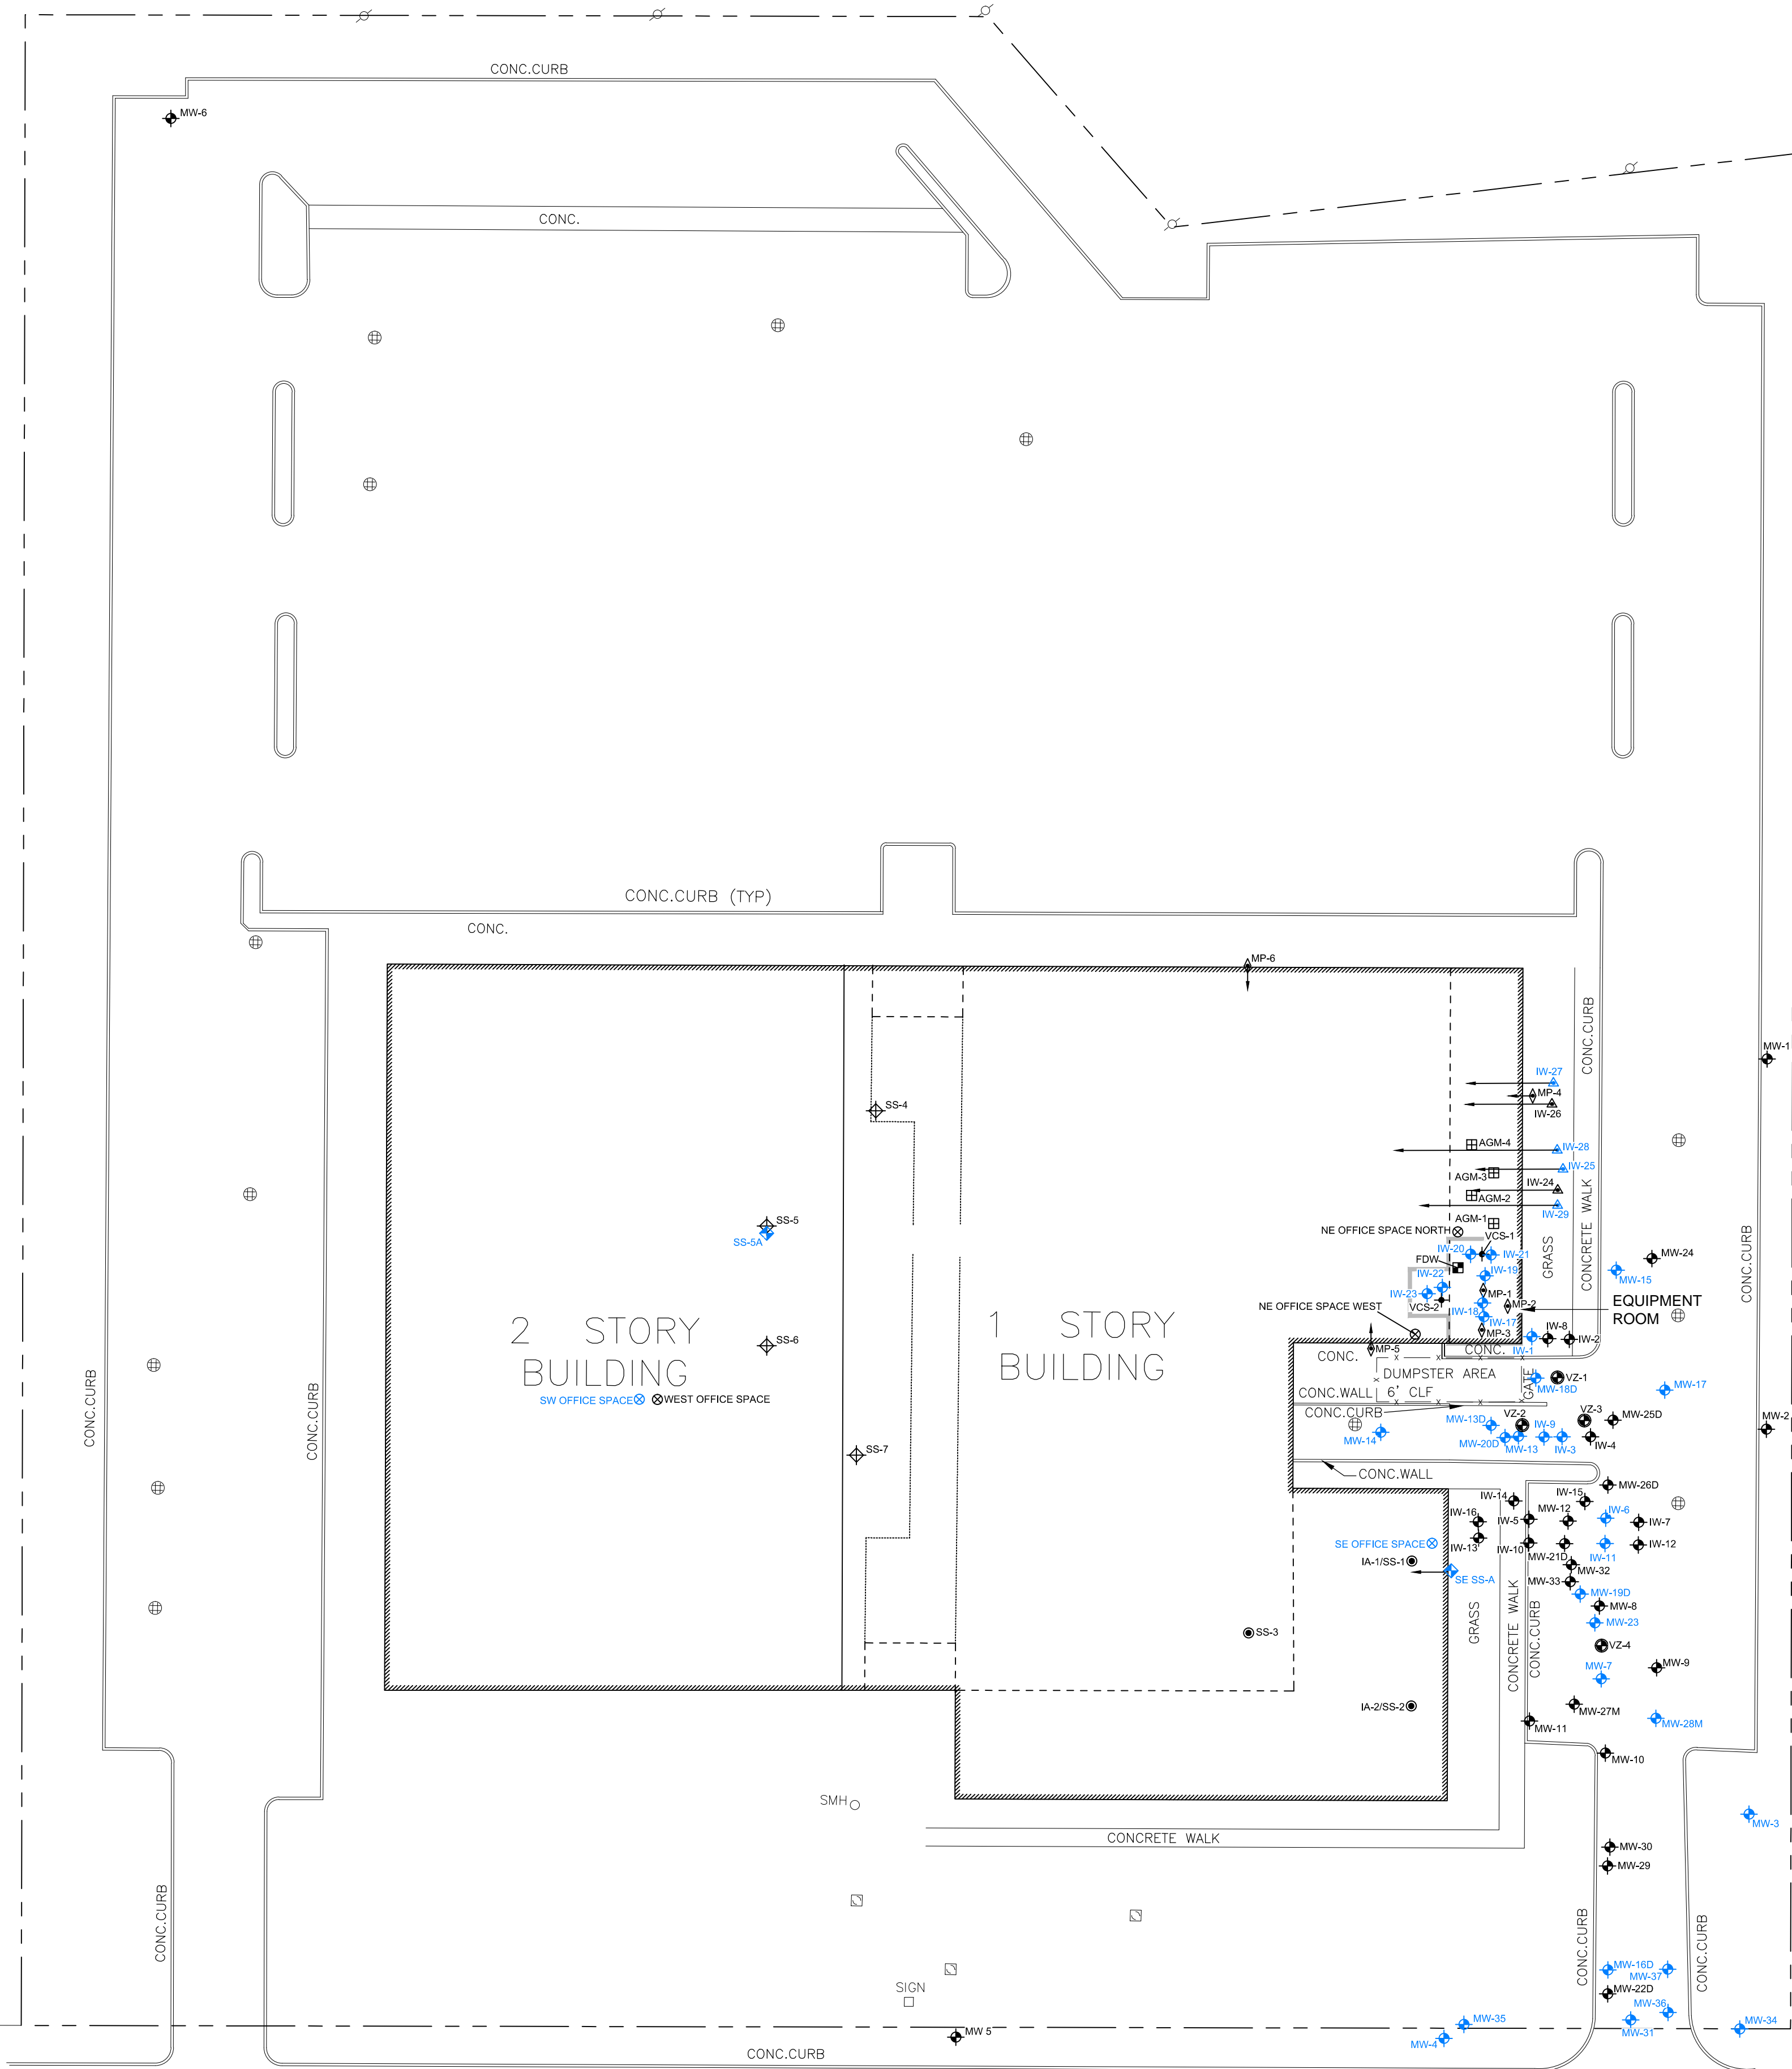 CONC.CURB
MW-6
CONC.
CONC.CURB (TYP)
CONC.
MP-6
CONC.CURB
MW-1
IW-27
MP-4
IW-26
SS-4
AGM-4
IW-28
AGM-3
IW-25
IW-24
AGM-2
IW-29
CONCRETE WALK
AGM-1
SS-5
SS-5A
NE OFFICE SPACE NORTH
VCS-1
GRASS
IW-20
IW-21
MW-24
FDW
IW-19
MW-15
CONC.CURB
IW-22
IW-23
MP-1
VCS-2
MP-2
EQUIPMENT
ROOM
NE OFFICE SPACE WEST
IW-18
IW-17
MP-3
IW-8
IW-2
IW-1
2 STORY
BUILDING
1 STORY
BUILDING
SS-6
MP-5
CONC.
CONC.
DUMPSTER AREA
GATE
VZ-1
MW-18D
MW-17
SW OFFICE SPACE
WEST OFFICE SPACE
CONC.WALL
6' CLF
CONC.CURB
CONC.CURB
CONC.CURB
MW-13D
VZ-2
IW-9
VZ-3
MW-25D
MW-2
MW-14
MW-20D
MW-13
IW-3
IW-4
SS-7
CONC.WALL
MW-26D
IW-14
IW-15
IW-16
IW-5
MW-12
IW-6
IW-7
SE OFFICE SPACE
IW-13
IW-10
MW-21D
IW-11
IW-12
IA-1/SS-1
MW-32
SE SS-A
MW-33
MW-19D
MW-8
GRASS
CONCRETE WALK
CONC.CURB
MW-23
SS-3
VZ-4
MW-9
MW-7
IA-2/SS-2
MW-27M
MW-28M
MW-11
MW-10
SMH
MW-3
CONCRETE WALK
MW-30
MW-29
CONC.CURB
CONC.CURB
CONC.CURB
MW-16D
MW-37
SIGN
MW-22D
MW-36
MW-35
MW-31
MW-34
MW 5
MW-4
CONC.CURB